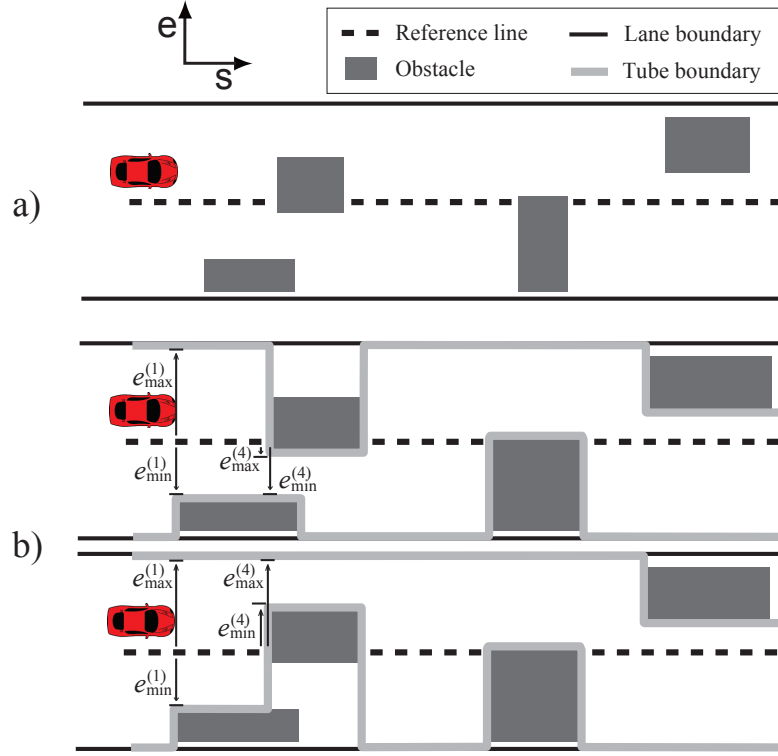 e
s
Reference line
Lane boundary
Obstacle
Tube boundary
a)
e_max^(1)
e_min^(1)
e_max^(4)
e_min^(4)
b)
e_max^(1)
e_max^(4)
e_min^(4)
e_min^(1)